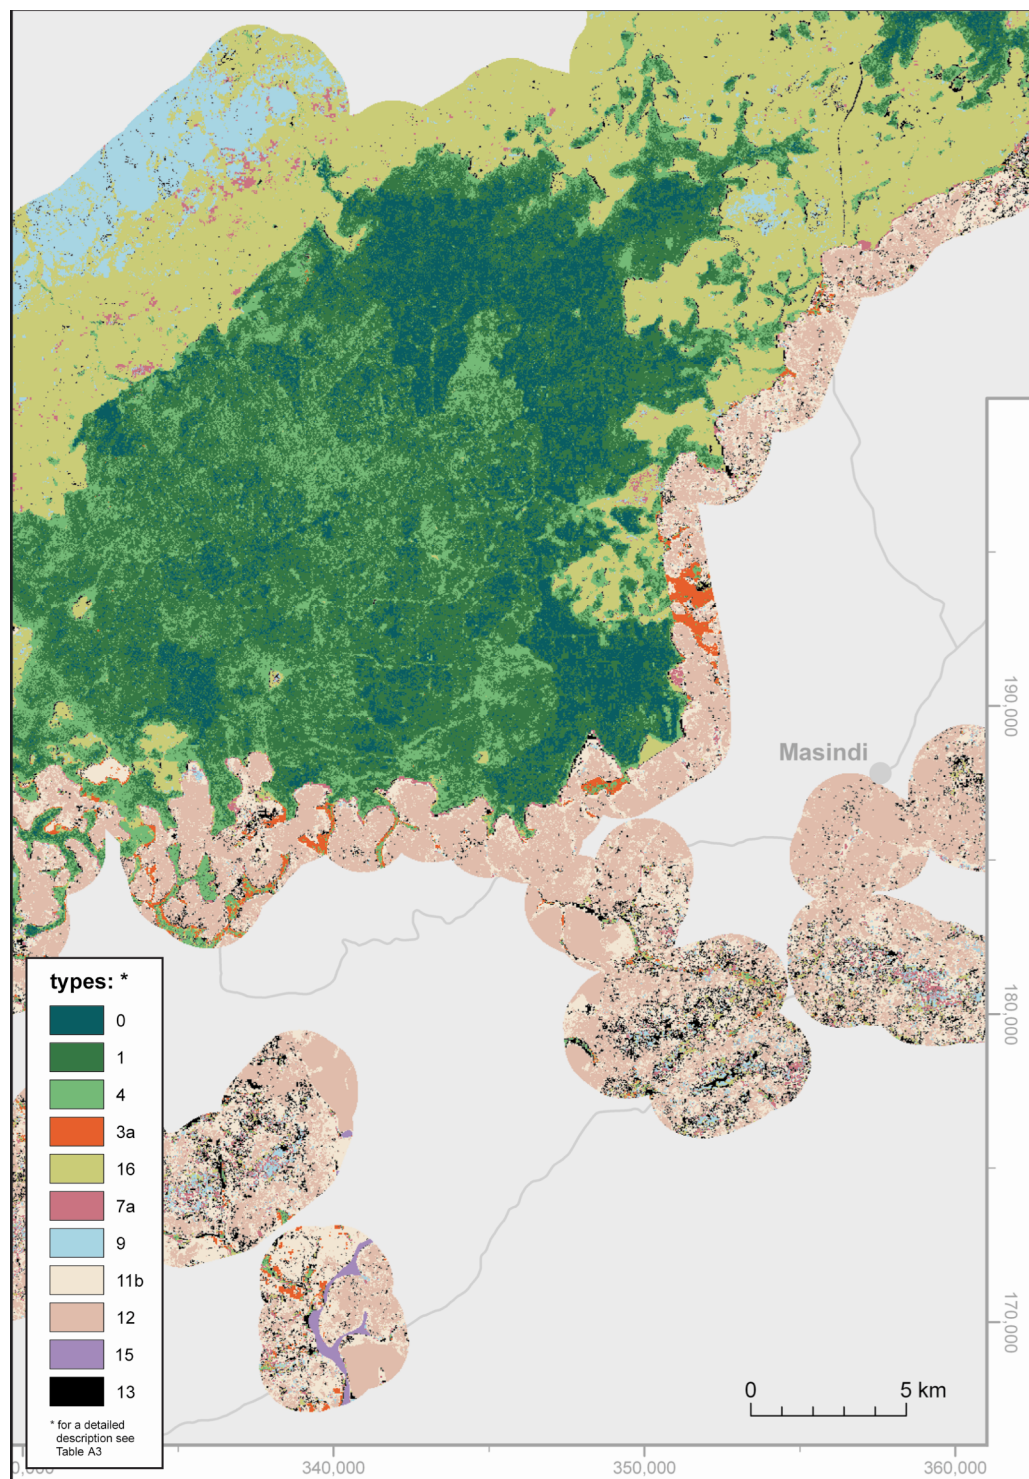 Masindi
190,000
180,000
170,000
types: *
0
1
4
3a
16
7a
9
11b
12
15
13
* for a detailed
description see
Table A3
0 5 km
340,000
350,000
360,000